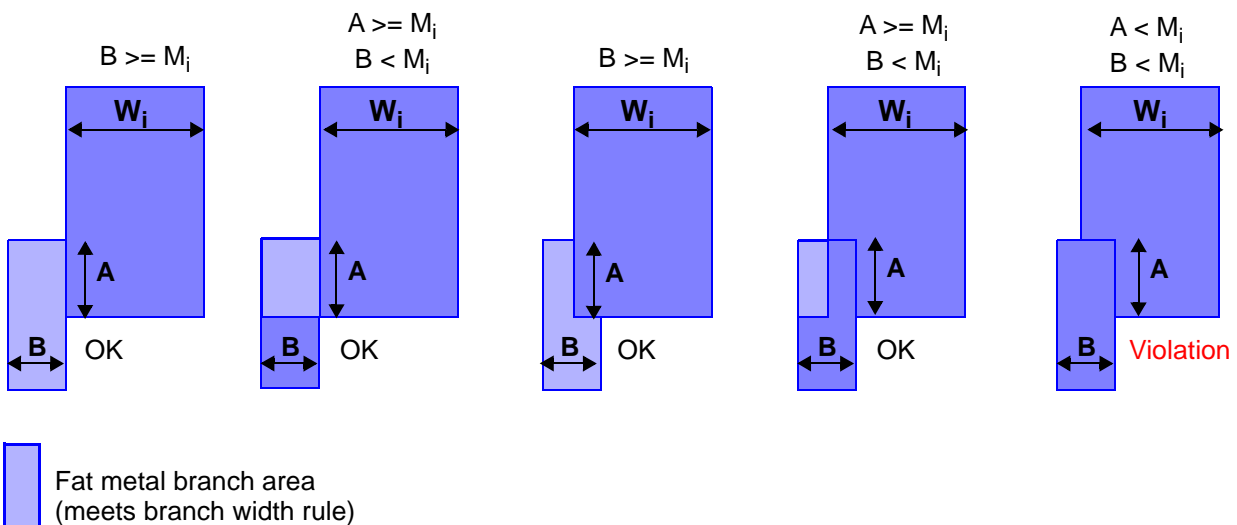 B >= Mi
A >= Mi
B < Mi
B >= Mi
A >= Mi
B < Mi
A < Mi
B < Mi
Wi
Wi
Wi
Wi
Wi
A
A
A
A
A
B
OK
B
OK
B
OK
B
OK
B
Violation
Fat metal branch area
(meets branch width rule)